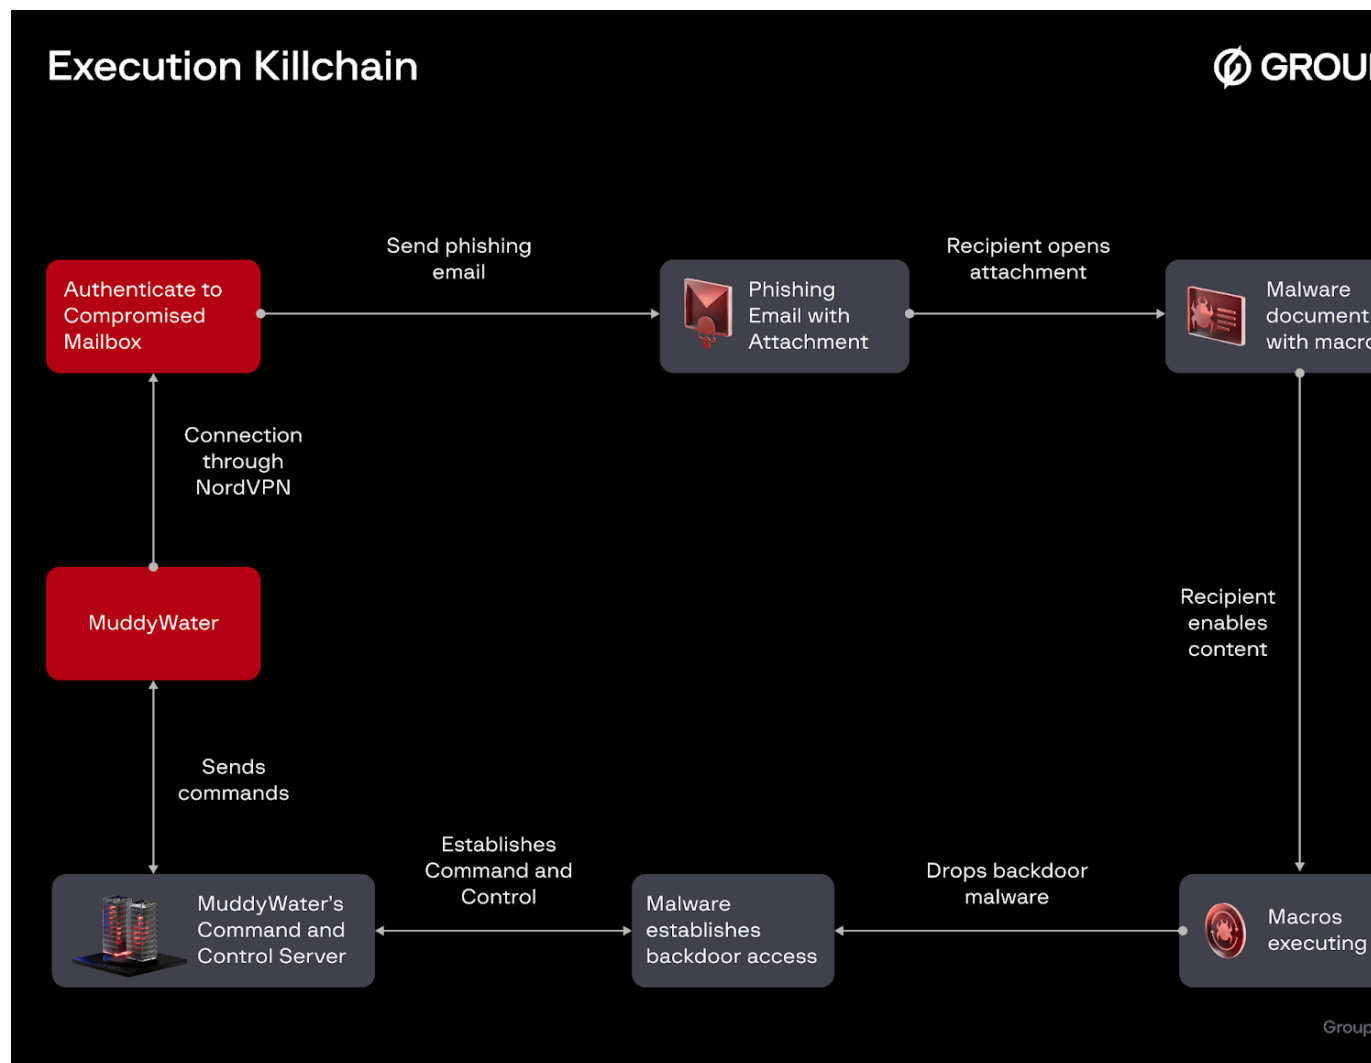 Execution Killchain
GROU
Send phishing
email
Recipient opens
attachment
Authenticate to
Compromised
Mailbox
Phishing
Email with
Attachment
Malware
document
with macro
Connection
through
NordVPN
MuddyWater
Recipient
enables
content
Sends
commands
Establishes
Command and
Control
Drops backdoor
malware
MuddyWater's
Command and
Control Server
Malware
establishes
backdoor access
Macros
executing
Group